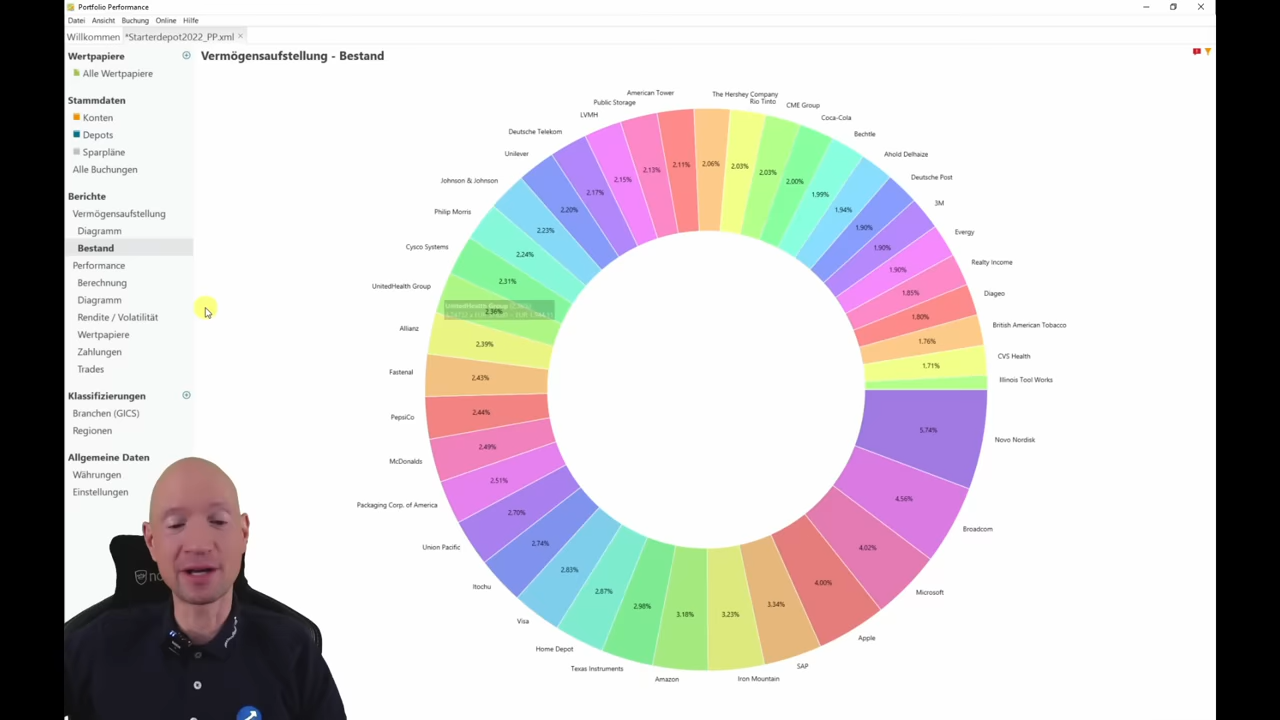 Portfolio Performance
Datei Ansicht Buchung Online Hilfe
Willkommen *Starterdepot2022_PP.xml
Wertpapiere
Alle Wertpapiere
Stammdaten
Konten
Depots
Sparpläne
Alle Buchungen
Berichte
Vermögensaufstellung
Diagramm
Bestand
Performance
Berechnung
Diagramm
Rendite / Volatilität
Wertpapiere
Zahlungen
Trades
Klassifizierungen
Branchen (GICS)
Regionen
Allgemeine Daten
Währungen
Einstellungen
Vermögensaufstellung - Bestand
The Hershey Company
Rio Tinto
CME Group
Coca-Cola
Bechtle
Ahold Delhaize
Deutsche Post
3M
Evergy
Realty Income
Diageo
British American Tobacco
CVS Health
Illinois Tool Works
Novo Nordisk
Broadcom
Microsoft
Apple
SAP
Iron Mountain
Amazon
Texas Instruments
Home Depot
Visa
Itochu
Union Pacific
Packaging Corp. of America
McDonalds
PepsiCo
Fastenal
Allianz
UnitedHealth Group
Cysco Systems
Philip Morris
Johnson & Johnson
Unilever
Deutsche Telekom
LVMH
Public Storage
American Tower
2.06%
2.03%
2.03%
2.00%
1.99%
1.94%
1.90%
1.90%
1.90%
1.85%
1.80%
1.76%
1.71%
5.74%
4.56%
4.02%
4.00%
3.34%
3.23%
3.18%
2.98%
2.87%
2.83%
2.74%
2.70%
2.51%
2.49%
2.44%
2.43%
2.39%
2.36%
2.31%
2.24%
2.23%
2.20%
2.17%
2.15%
2.13%
2.11%